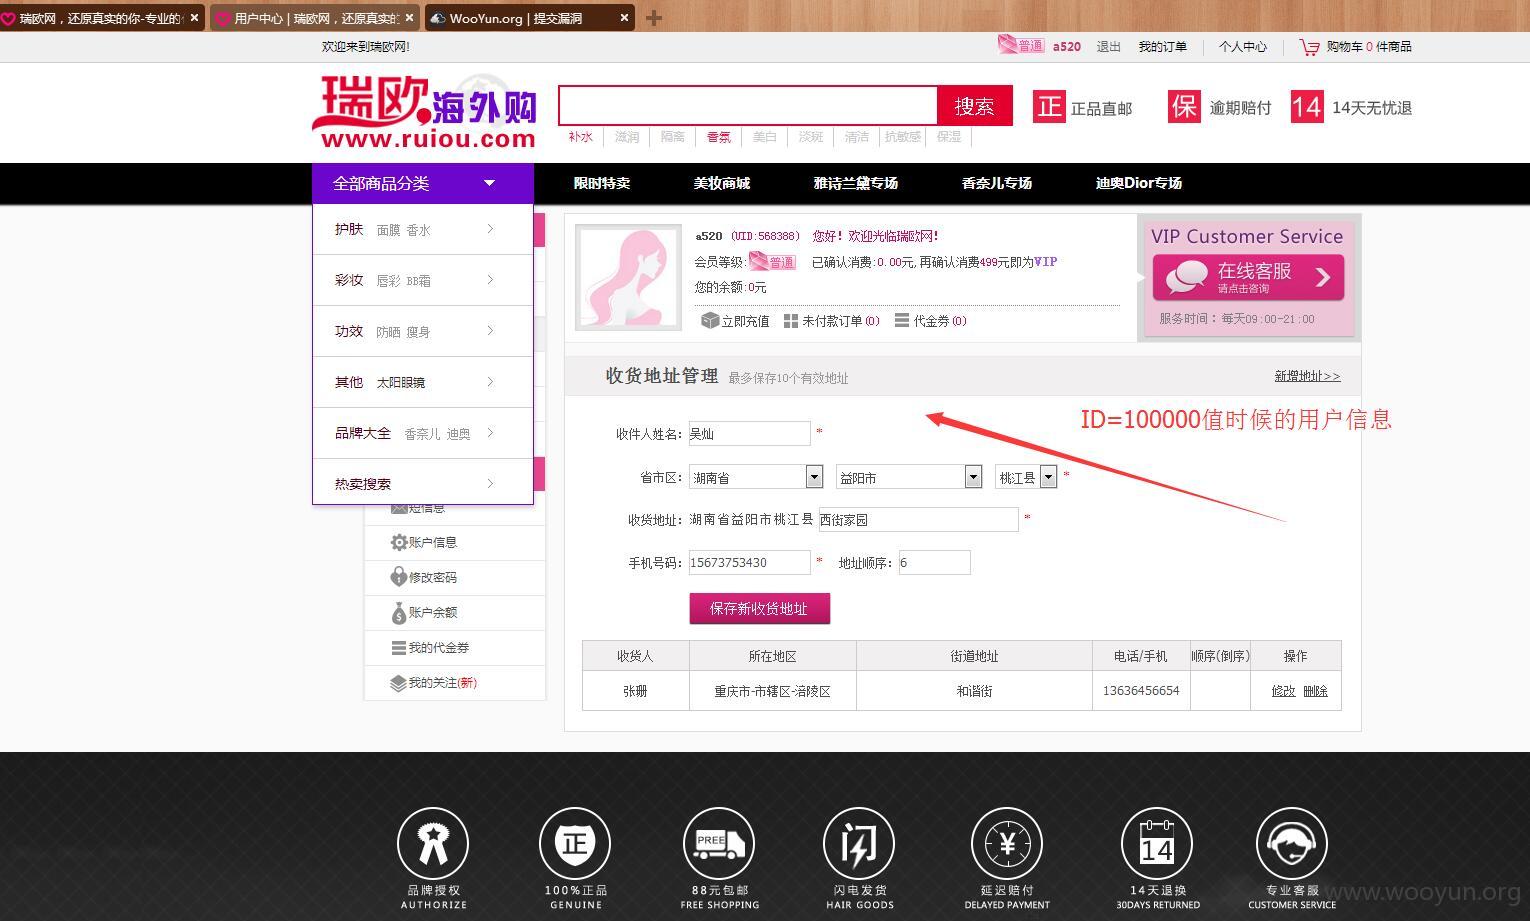 瑞欧网，还原真实的你-专业的
用户中心 | 瑞欧网，还原真实
WooYun.org | 提交漏洞
欢迎来到瑞欧网!
普通 a520 退出 我的订单 个人中心 购物车 0 件商品
瑞欧海外购
www.ruiou.com
搜索
正 正品直邮 保 逾期赔付 14 14天无忧退
补水 滋润 隔离 香氛 美白 淡斑 清洁 抗敏感 保湿
全部商品分类 限时特卖 美妆商城 雅诗兰黛专场 香奈儿专场 迪奥Dior专场
护肤 面膜 香水
彩妆 唇彩 BB霜
功效 防晒 瘦身
其他 太阳眼镜
品牌大全 香奈儿 迪奥
热卖搜索
短信息
账户信息
修改密码
账户余额
我的代金券
我的关注(新)
a520 (UID:568388) 您好！欢迎光临瑞欧网!
会员等级: 普通 已确认消费:0.00元,再确认消费499元即为VIP
您的余额:0元
立即充值 未付款订单(0) 代金券(0)
VIP Customer Service
在线客服
请点击咨询
服务时间：每天09:00-21:00
收货地址管理 最多保存10个有效地址 新增地址>>
ID=100000值时候的用户信息
收件人姓名: 吴灿 *
省市区: 湖南省 益阳市 桃江县 *
收货地址: 湖南省益阳市桃江县 西街家园 *
手机号码: 15673753430 * 地址顺序: 6
保存新收货地址
收货人 所在地区 街道地址 电话/手机 顺序(倒序) 操作
张珊 重庆市-市辖区-涪陵区 和谐街 13636456654 修改 删除
正 FREE 闪 ¥ 14
品牌授权 100%正品 88元包邮 闪电发货 延迟赔付 14天退换 专业客服
AUTHORIZE GENUINE FREE SHOPPING HAIR GOODS DELAYED PAYMENT 30DAYS RETURNED CUSTOMER SERVICE
www.wooyun.org